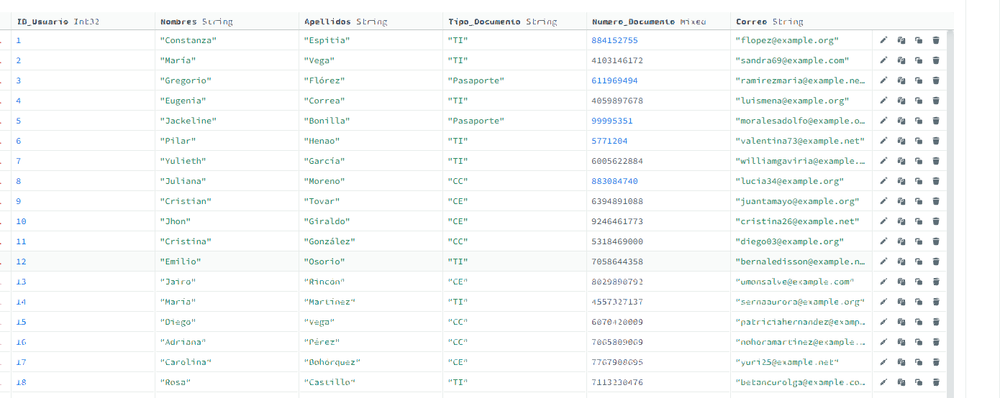 ID_Usuario Int32 Nombres String Apellidos String Tipo_Documento String Numero_Documento Mixed Correo String
1 "Constanza" "Espitia" "TI" 884152755 "flopez@example.org"
2 "María" "Vega" "TI" 4103146172 "sandra69@example.com"
3 "Gregorio" "Flórez" "Pasaporte" 611969494 "ramirezmaria@example.ne…
4 "Eugenia" "Correa" "TI" 4059897678 "luismena@example.org"
5 "Jackeline" "Bonilla" "Pasaporte" 99995351 "moralesadolfo@example.o…
6 "Pilar" "Henao" "TI" 5771204 "valentina73@example.net"
7 "Yulieth" "García" "TI" 6005622884 "williamgaviria@example.…
8 "Juliana" "Moreno" "CC" 883084740 "lucia34@example.org"
9 "Cristian" "Tovar" "CE" 6394891088 "juantamayo@example.org"
10 "Jhon" "Giraldo" "CE" 9246461773 "cristina26@example.net"
11 "Cristina" "González" "CC" 5318469000 "diego03@example.org"
12 "Emilio" "Osorio" "TI" 7058644358 "bernaledisson@example.n…
13 "Jairo" "Rincón" "CE" 8029890792 "umonsalve@example.com"
14 "María" "Martínez" "TI" 4557327137 "sernaaurora@example.org"
15 "Diego" "Vega" "CC" 6070420009 "patriciahernandez@examp…
16 "Adriana" "Pérez" "CC" 7065809069 "nohoramartinez@example.…
17 "Carolina" "Bohórquez" "CE" 7767908695 "yuri25@example.net"
18 "Rosa" "Castillo" "TI" 7113230476 "betancurolga@example.co…